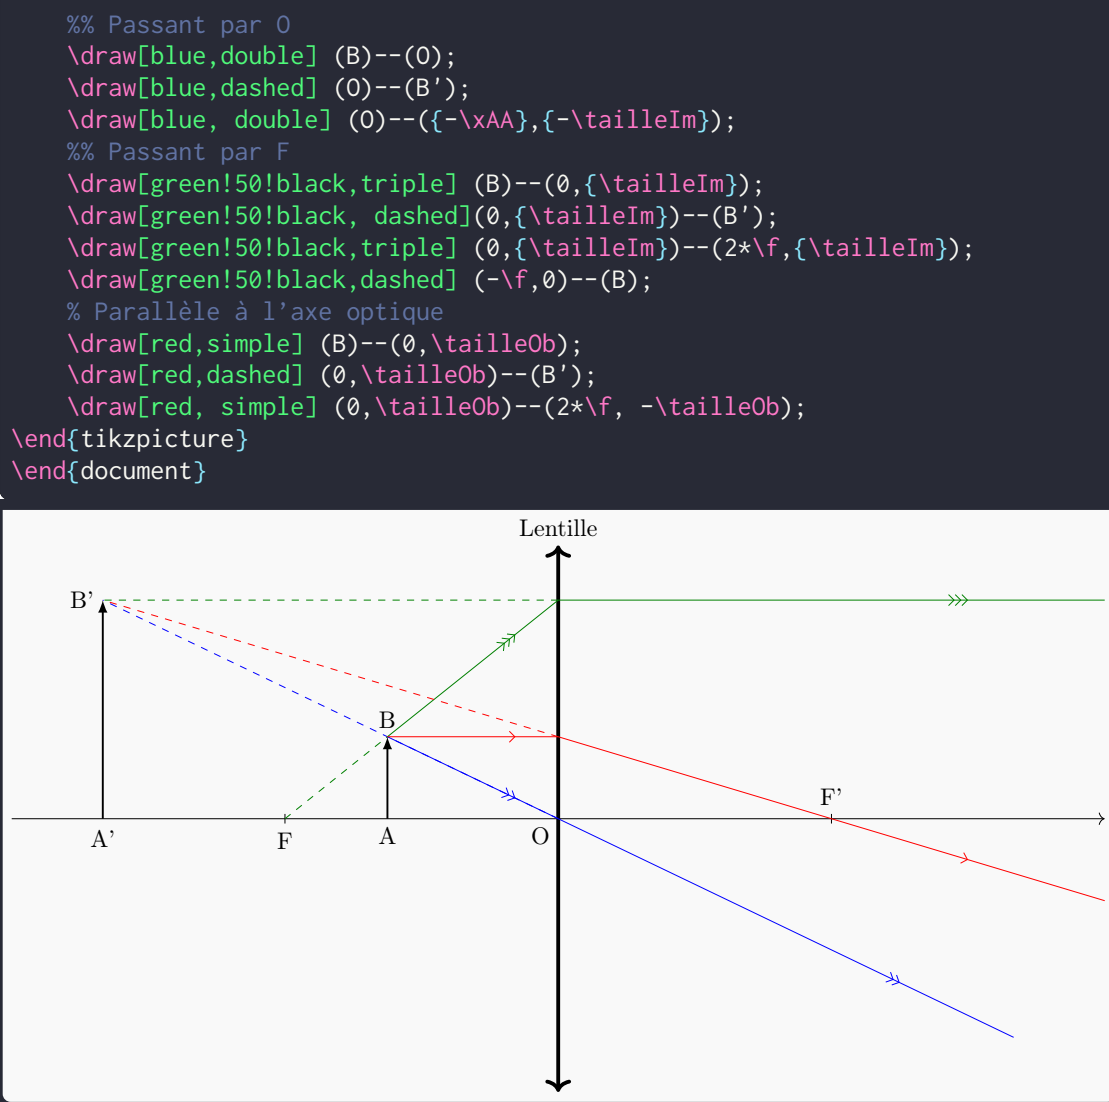 %% Passant par O
\draw[blue,double] (B)--(O);
\draw[blue,dashed] (O)--(B');
\draw[blue, double] (O)--({-\xAA},{-\tailleIm});
%% Passant par F
\draw[green!50!black,triple] (B)--(0,{\tailleIm});
\draw[green!50!black, dashed](0,{\tailleIm})--(B');
\draw[green!50!black,triple] (0,{\tailleIm})--(2*\f,{\tailleIm});
\draw[green!50!black,dashed] (-\f,0)--(B);
% Parallèle à l'axe optique
\draw[red,simple] (B)--(0,\tailleOb);
\draw[red,dashed] (0,\tailleOb)--(B');
\draw[red, simple] (0,\tailleOb)--(2*\f, -\tailleOb);
\end{tikzpicture}
\end{document}
Lentille
B'
B
F'
A'
F
A
O